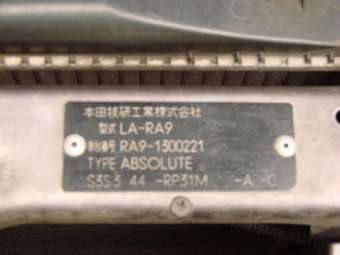 本田技研工業株式会社
型式 LA-RA9
車台番号 RA9-1300221
TYPE ABSOLUTE
S3S3 44 -RP31M -A -C